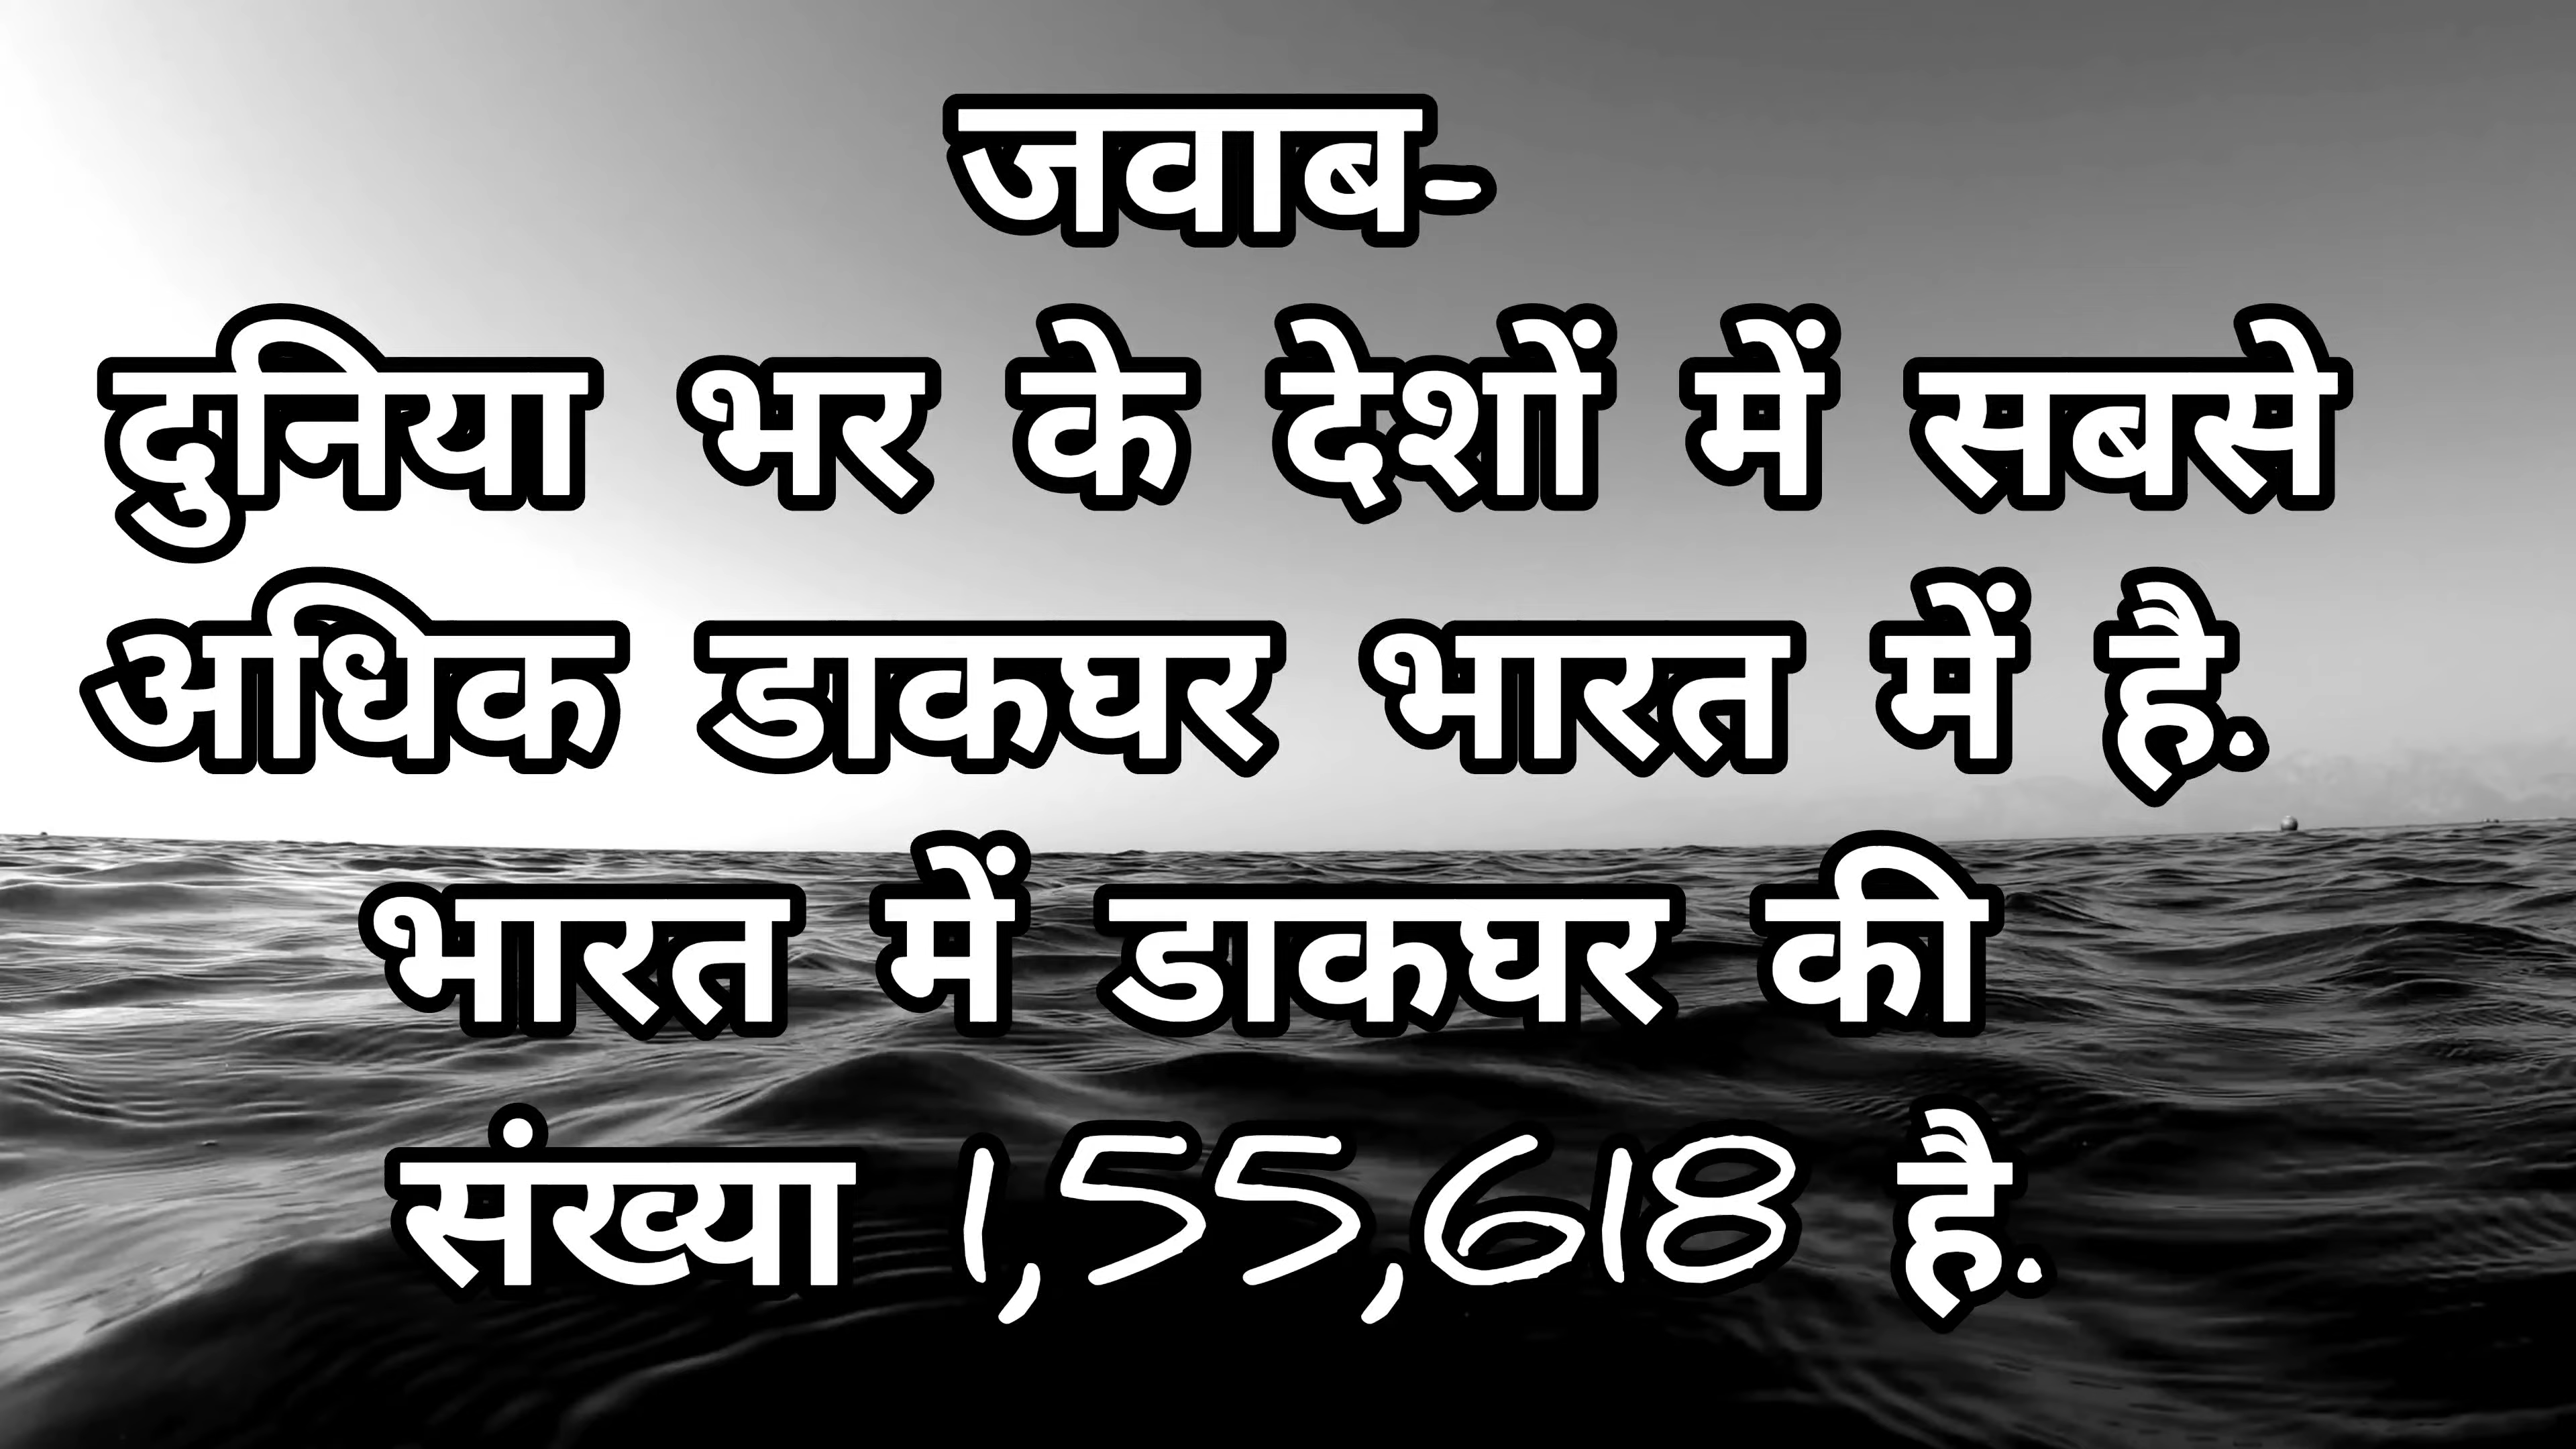 जवाब-
दुनिया भर के देशों में सबसे
अधिक डाकघर भारत में है.
भारत में डाकघर की
संख्या 1,55,618 है.